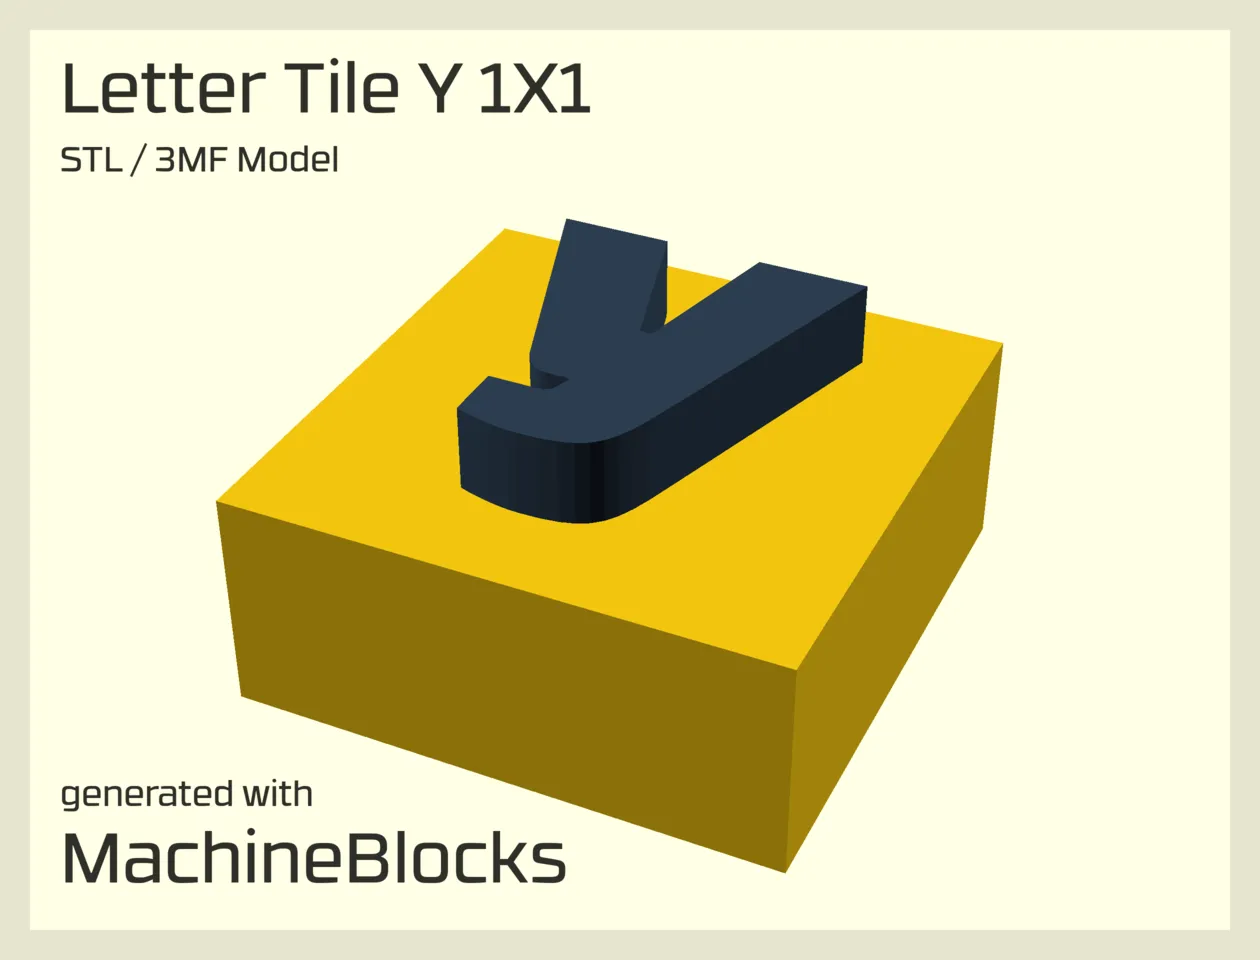 Letter Tile Y 1X1
STL / 3MF Model
y
generated with
MachineBlocks